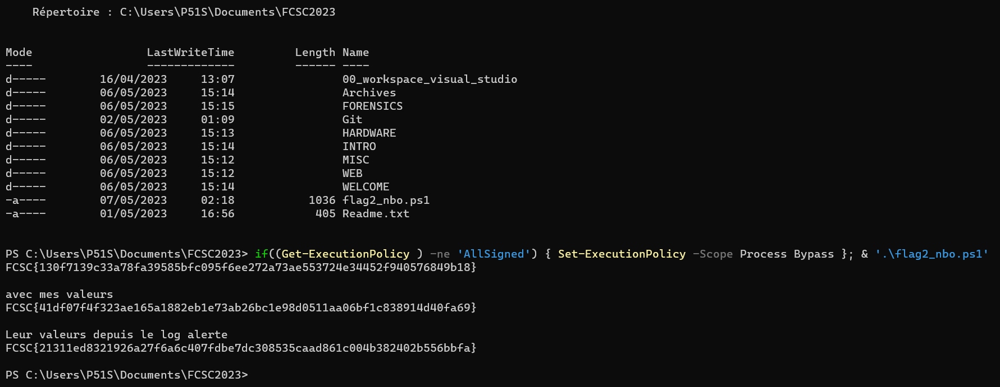 Répertoire : C:\Users\P51S\Documents\FCSC2023
Mode LastWriteTime Length Name
---- ------------- ------ ----
d----- 16/04/2023 13:07 00_workspace_visual_studio
d----- 06/05/2023 15:14 Archives
d----- 06/05/2023 15:15 FORENSICS
d----- 02/05/2023 01:09 Git
d----- 06/05/2023 15:13 HARDWARE
d----- 06/05/2023 15:14 INTRO
d----- 06/05/2023 15:12 MISC
d----- 06/05/2023 15:12 WEB
d----- 06/05/2023 15:14 WELCOME
-a---- 07/05/2023 02:18 1036 flag2_nbo.ps1
-a---- 01/05/2023 16:56 405 Readme.txt
PS C:\Users\P51S\Documents\FCSC2023> if((Get-ExecutionPolicy ) -ne 'AllSigned') { Set-ExecutionPolicy -Scope Process Bypass }; & '.\flag2_nbo.ps1'
FCSC{130f7139c33a78fa39585bfc095f6ee272a73ae553724e34452f940576849b18}
avec mes valeurs
FCSC{41df07f4f323ae165a1882eb1e73ab26bc1e98d0511aa06bf1c838914d40fa69}
Leur valeurs depuis le log alerte
FCSC{21311ed8321926a27f6a6c407fdbe7dc308535caad861c004b382402b556bbfa}
PS C:\Users\P51S\Documents\FCSC2023>